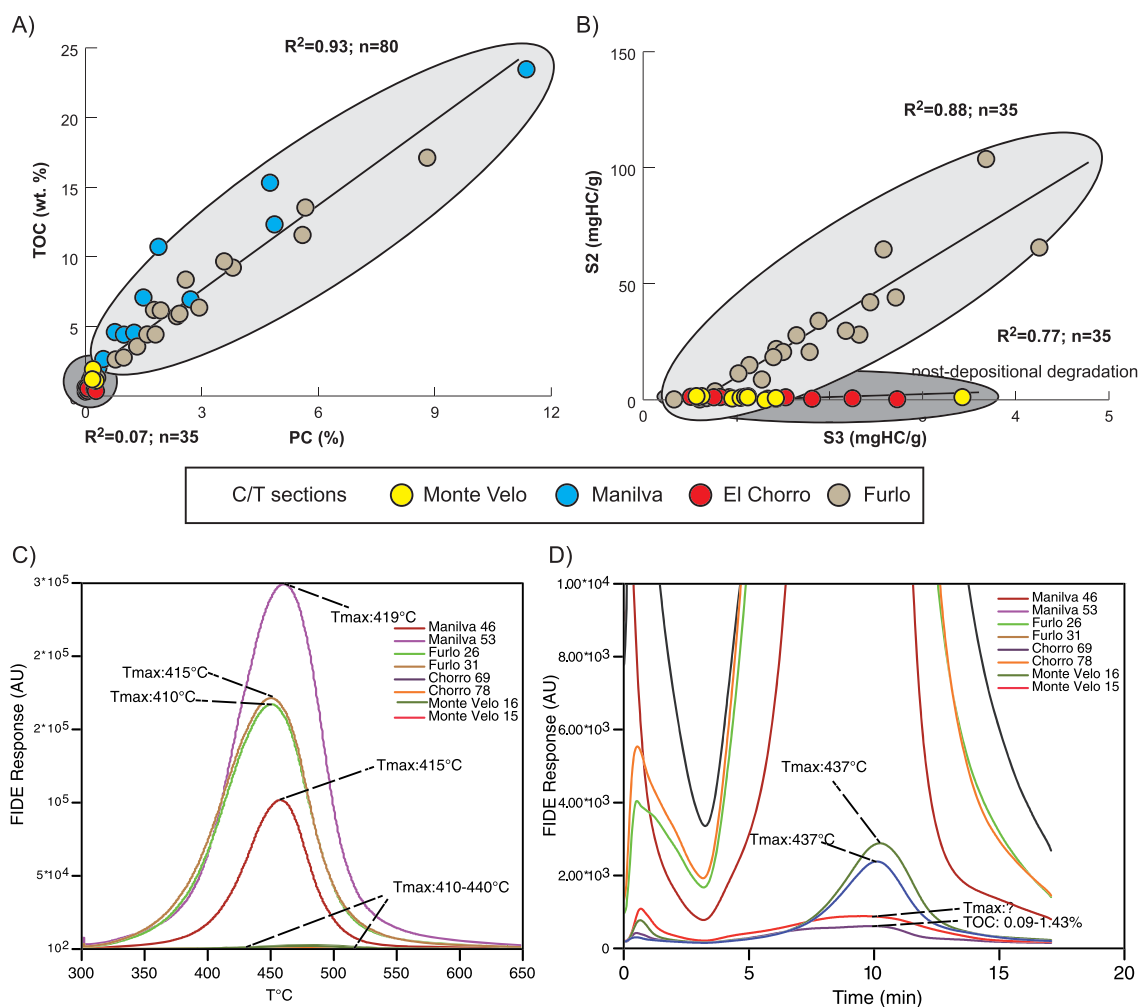 A)
R2=0.93; n=80
25
20
15
10
5
TOC (wt. %)
0
3
6
9
12
R2=0.07; n=35
PC (%)
B)
150
100
50
0
S2 (mgHC/g)
R2=0.88; n=35
R2=0.77; n=35
post-depositional degradation
0
4
5
S3 (mgHC/g)
C/T sections
Monte Velo
Manilva
El Chorro
Furlo
C)
3*105
2*105
2*105
105
5*104
102
FIDE Response (AU)
Tmax:419°C
Manilva 46
Manilva 53
Furlo 26
Furlo 31
Chorro 69
Chorro 78
Monte Velo 16
Monte Velo 15
Tmax:415°C
Tmax:410°C
Tmax:415°C
Tmax:410-440°C
300
400
450
500
550
600
650
T°C
D)
1.00*104
8.00*103
6.00*103
4.00*103
2.00*103
0
FIDE Response (AU)
Manilva 46
Manilva 53
Furlo 26
Furlo 31
Chorro 69
Chorro 78
Monte Velo 16
Monte Velo 15
Tmax:437°C
Tmax:437°C
Tmax:?
TOC: 0.09-1.43%
0
5
10
15
20
Time (min)